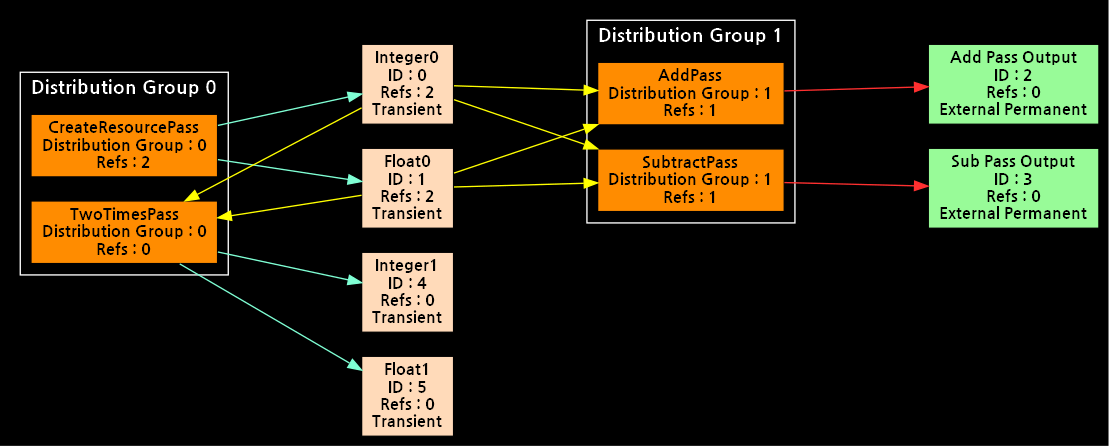 Distribution Group 0
CreateResourcePass
Distribution Group : 0
Refs : 2
TwoTimesPass
Distribution Group : 0
Refs : 0
Integer0
ID : 0
Refs : 2
Transient
Float0
ID : 1
Refs : 2
Transient
Integer1
ID : 4
Refs : 0
Transient
Float1
ID : 5
Refs : 0
Transient
Distribution Group 1
AddPass
Distribution Group : 1
Refs : 1
SubtractPass
Distribution Group : 1
Refs : 1
Add Pass Output
ID : 2
Refs : 0
External Permanent
Sub Pass Output
ID : 3
Refs : 0
External Permanent